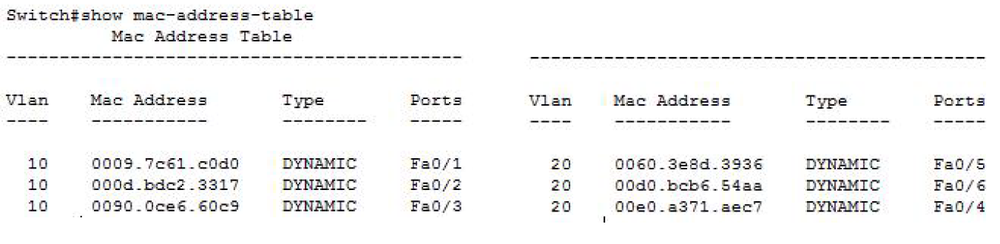 Switch#show mac-address-table
Mac Address Table
-------------------------------------------    -------------------------------------------
Vlan    Mac Address    Type    Ports    Vlan    Mac Address    Type    Ports
----    -----------    --------    -----    ----    -----------    --------    -----
10    0009.7c61.c0d0    DYNAMIC    Fa0/1    20    0060.3e8d.3936    DYNAMIC    Fa0/5
10    000d.bdc2.3317    DYNAMIC    Fa0/2    20    00d0.bcb6.54aa    DYNAMIC    Fa0/6
10    0090.0ce6.60c9    DYNAMIC    Fa0/3    20    00e0.a371.aec7    DYNAMIC    Fa0/4